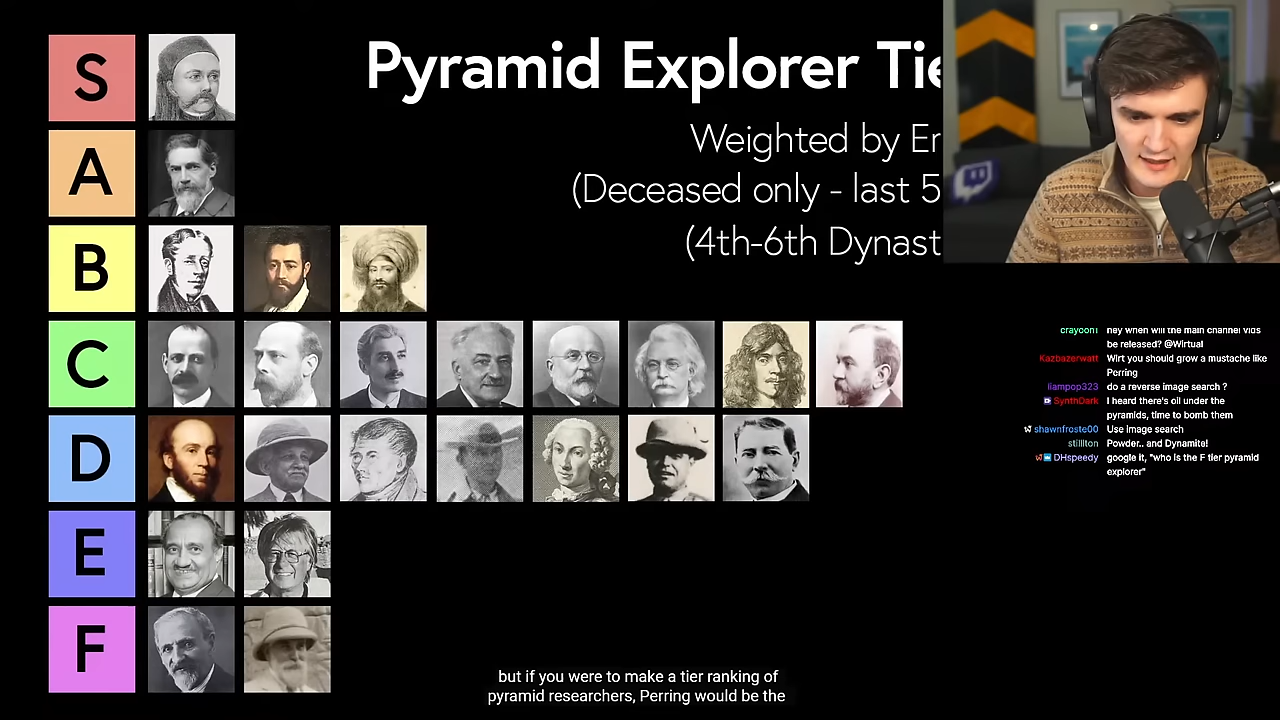 S
Pyramid Explorer Tie
Weighted by Er
(Deceased only - last 5
(4th-6th Dynast
A
B
C
D
E
F
crayoon1 hey when will the main channel vids
be released? @Wirtual
Kazbazerwatt Wirt you should grow a mustache like
Perring
liampop323 do a reverse image search ?
SynthDark I heard there's oil under the
pyramids, time to bomb them
shawnfroste00 Use image search
stilliton Powder.. and Dynamite!
DHspeedy google it, "who is the F tier pyramid
explorer"
but if you were to make a tier ranking of
pyramid researchers, Perring would be the